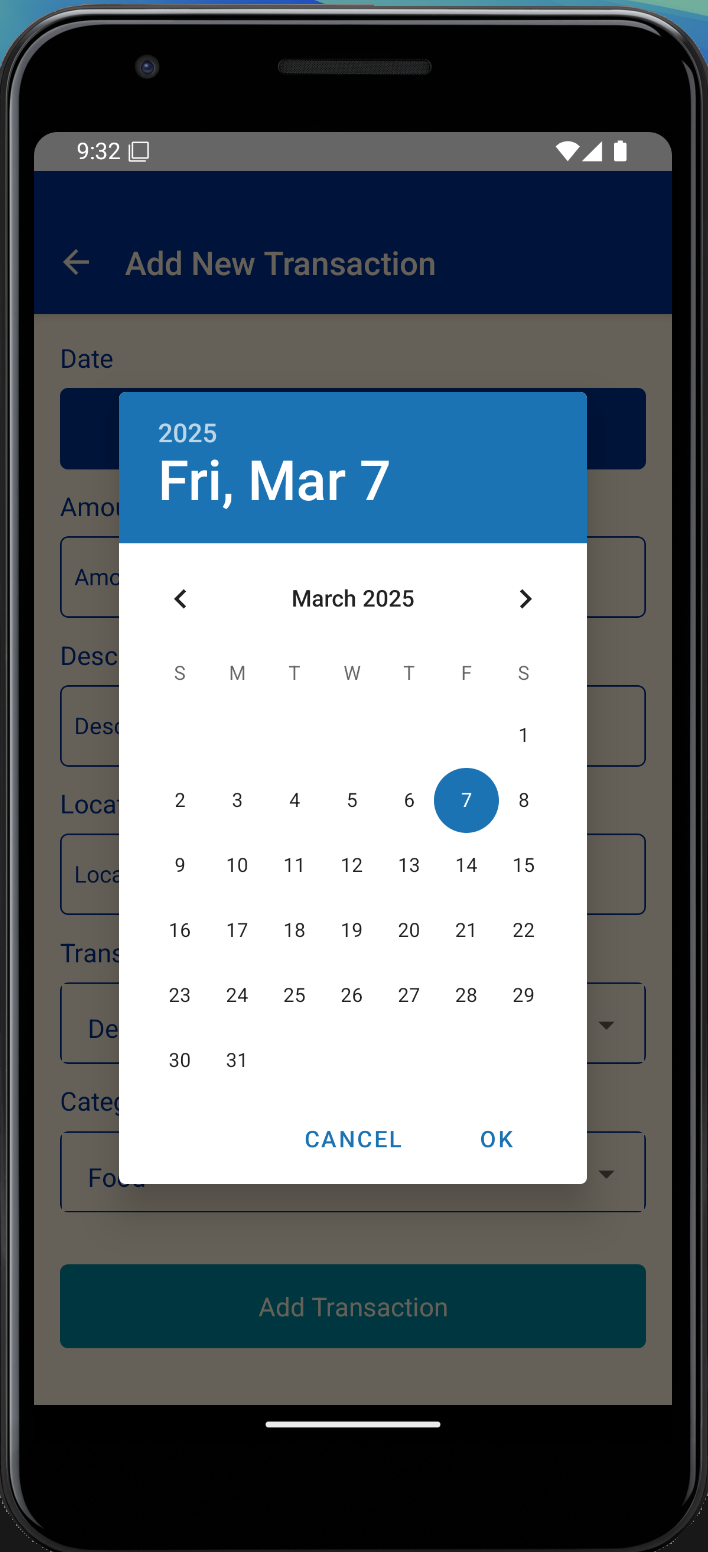 9:32
Add New Transaction
Date
2025
Fri, Mar 7
March 2025
S M T W T F S
1
2 3 4 5 6 7 8
9 10 11 12 13 14 15
16 17 18 19 20 21 22
23 24 25 26 27 28 29
30 31
CANCEL OK
Food
Add Transaction